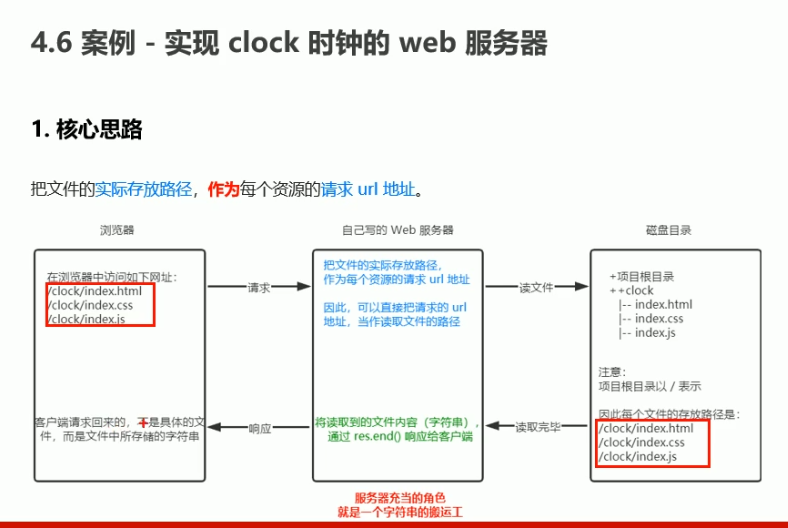 4.6 案例 - 实现 clock 时钟的 web 服务器
1. 核心思路
把文件的实际存放路径，作为每个资源的请求 url 地址。
浏览器
在浏览器中访问如下网址：
/clock/index.html
/clock/index.css
/clock/index.js
客户端请求回来的，不是具体的文
件，而是文件中所存储的字符串
请求
响应
自己写的 Web 服务器
把文件的实际存放路径，
作为每个资源的请求 url 地址
因此，可以直接把请求的 url
地址，当作读取文件的路径
将读取到的文件内容（字符串），
通过 res.end() 响应给客户端
服务器充当的角色
就是一个字符串的搬运工
读文件
读取完毕
磁盘目录
+项目根目录
++clock
|-- index.html
|-- index.css
|-- index.js
注意：
项目根目录以 / 表示
因此每个文件的存放路径是：
/clock/index.html
/clock/index.css
/clock/index.js